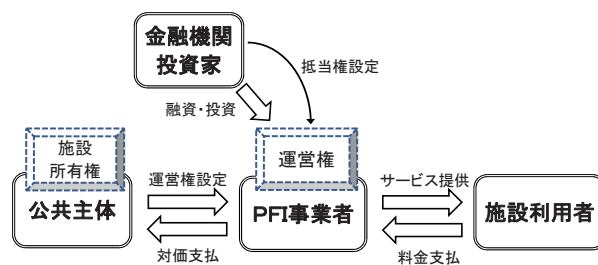 金融機関
投資家
抵当権設定
融資・投資
施設
所有権
運営権
公共主体
運営権設定
対価支払
PFI事業者
サービス提供
料金支払
施設利用者